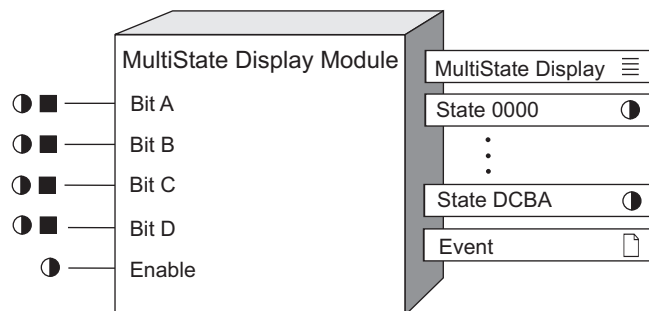 MultiState Display Module
Bit A
Bit B
Bit C
Bit D
Enable
MultiState Display
State 0000
State DCBA
Event